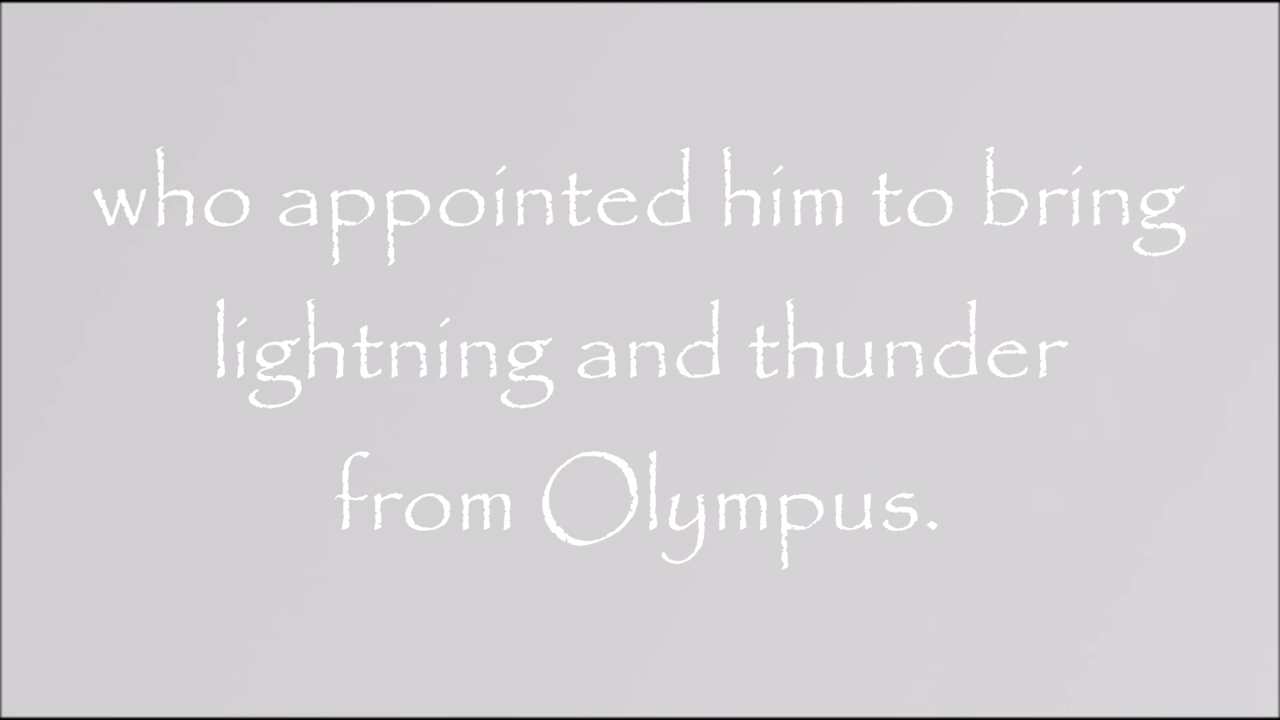 who appointed him to bring
lightning and thunder
from Olympus.